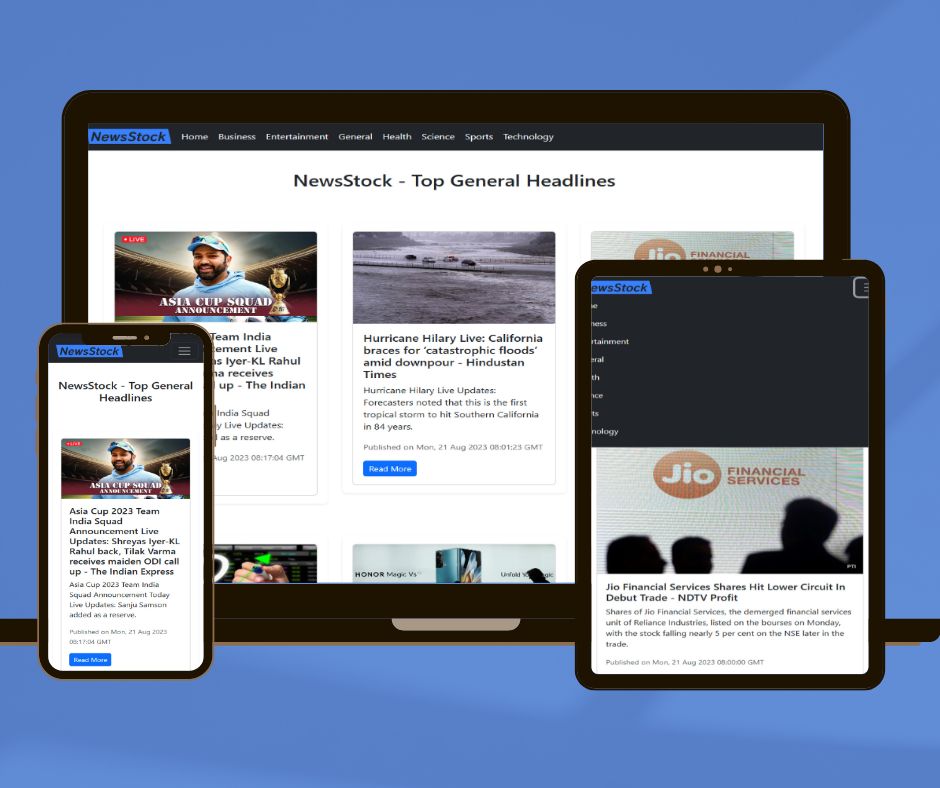 NewsStock Home Business Entertainment General Health Science Sports Technology
NewsStock - Top General Headlines
LIVE
ASIA CUP SQUAD
ANNOUNCEMENT
Team India
Live
Iyer-KL Rahul
receives
up - The Indian
India Squad
Live Updates:
as a reserve.
Aug 2023 08:17:04 GMT
Hurricane Hilary Live: California
braces for ‘catastrophic floods’
amid downpour - Hindustan
Times
Hurricane Hilary Live Updates:
Forecasters noted that this is the first
tropical storm to hit Southern California
in 84 years.
Published on Mon, 21 Aug 2023 08:01:23 GMT
Read More
Jio FINANCIAL
SERVICES
HONOR Magic Vs
Unfold
NewsStock
NewsStock - Top General
Headlines
LIVE
ASIA CUP SQUAD
ANNOUNCEMENT
Asia Cup 2023 Team
India Squad
Announcement Live
Updates: Shreyas Iyer-KL
Rahul back, Tilak Varma
receives maiden ODI call
up - The Indian Express
Asia Cup 2023 Team India
Squad Announcement Today
Live Updates: Sanju Samson
added as a reserve.
Published on Mon, 21 Aug 2023
08:17:04 GMT
Read More
ewsStock
ne
ness
rtainment
eral
th
nce
ts
nology
Jio FINANCIAL
SERVICES
PTI
Jio Financial Services Shares Hit Lower Circuit In
Debut Trade - NDTV Profit
Shares of Jio Financial Services, the demerged financial services
unit of Reliance Industries, listed on the bourses on Monday,
with the stock falling nearly 5 per cent on the NSE later in the
trade.
Published on Mon, 21 Aug 2023 08:00:00 GMT